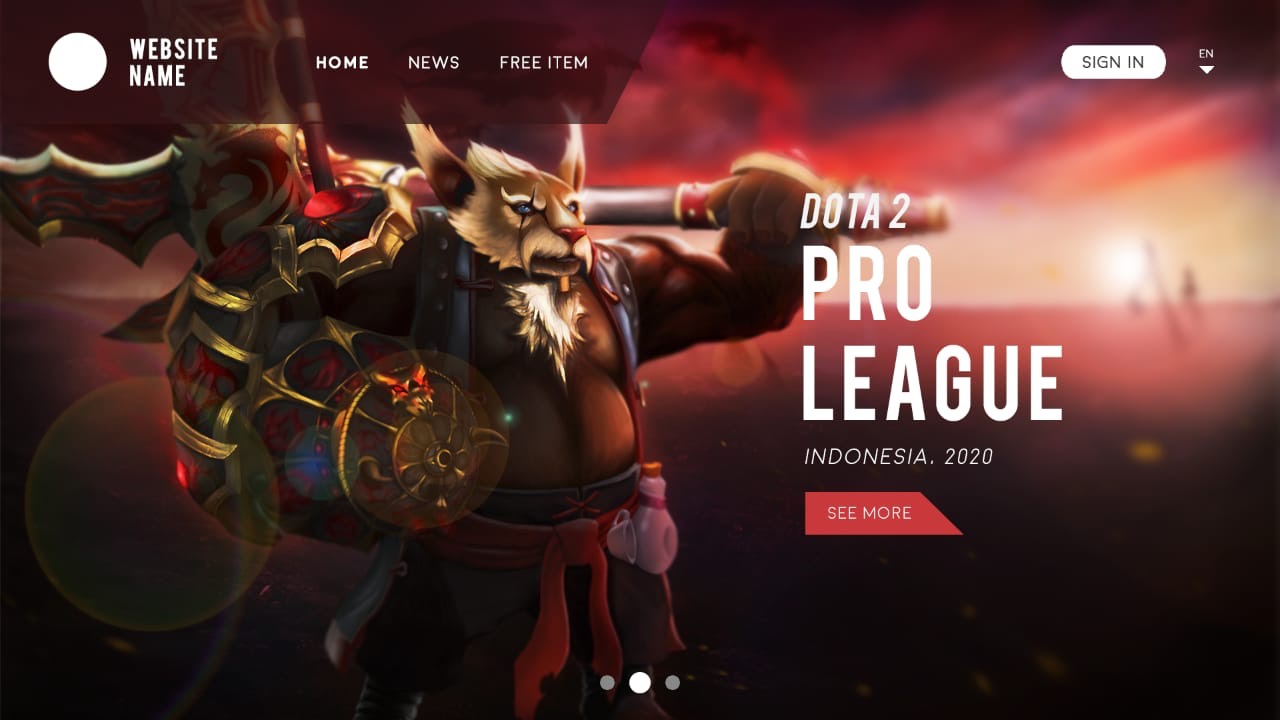 WEBSITE
NAME
HOME
NEWS
FREE ITEM
SIGN IN
EN
DOTA 2
PRO
LEAGUE
INDONESIA. 2020
SEE MORE